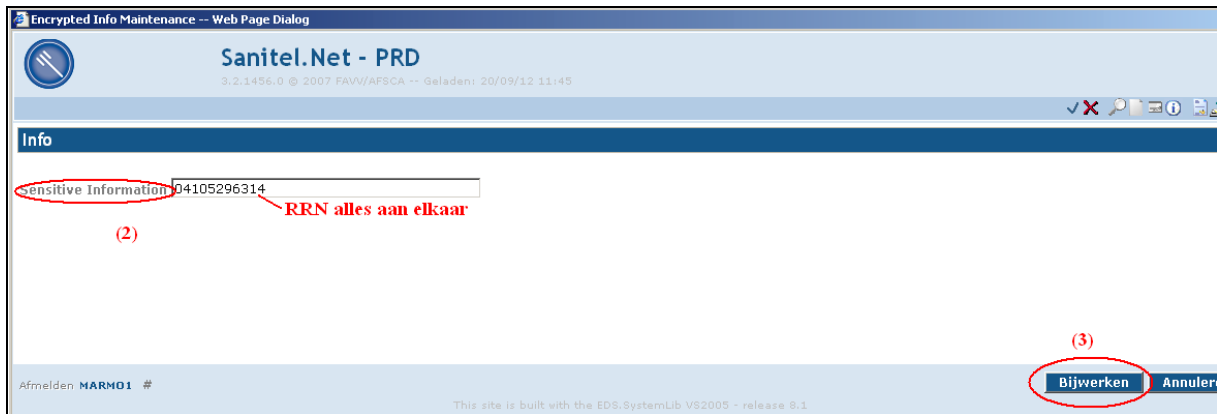 Encrypted Info Maintenance -- Web Page Dialog
Sanitel.Net - PRD
3.2.1456.0 © 2007 FAVV/AFSCA -- Geladen: 20/09/12 11:45
Info
Sensitive Information 04105296314
RRN alles aan elkaar
(2)
(3)
Afmelden MARMO1 # Bijwerken Annulere
This site is built with the EDS.SystemLib VS2005 - release 8.1